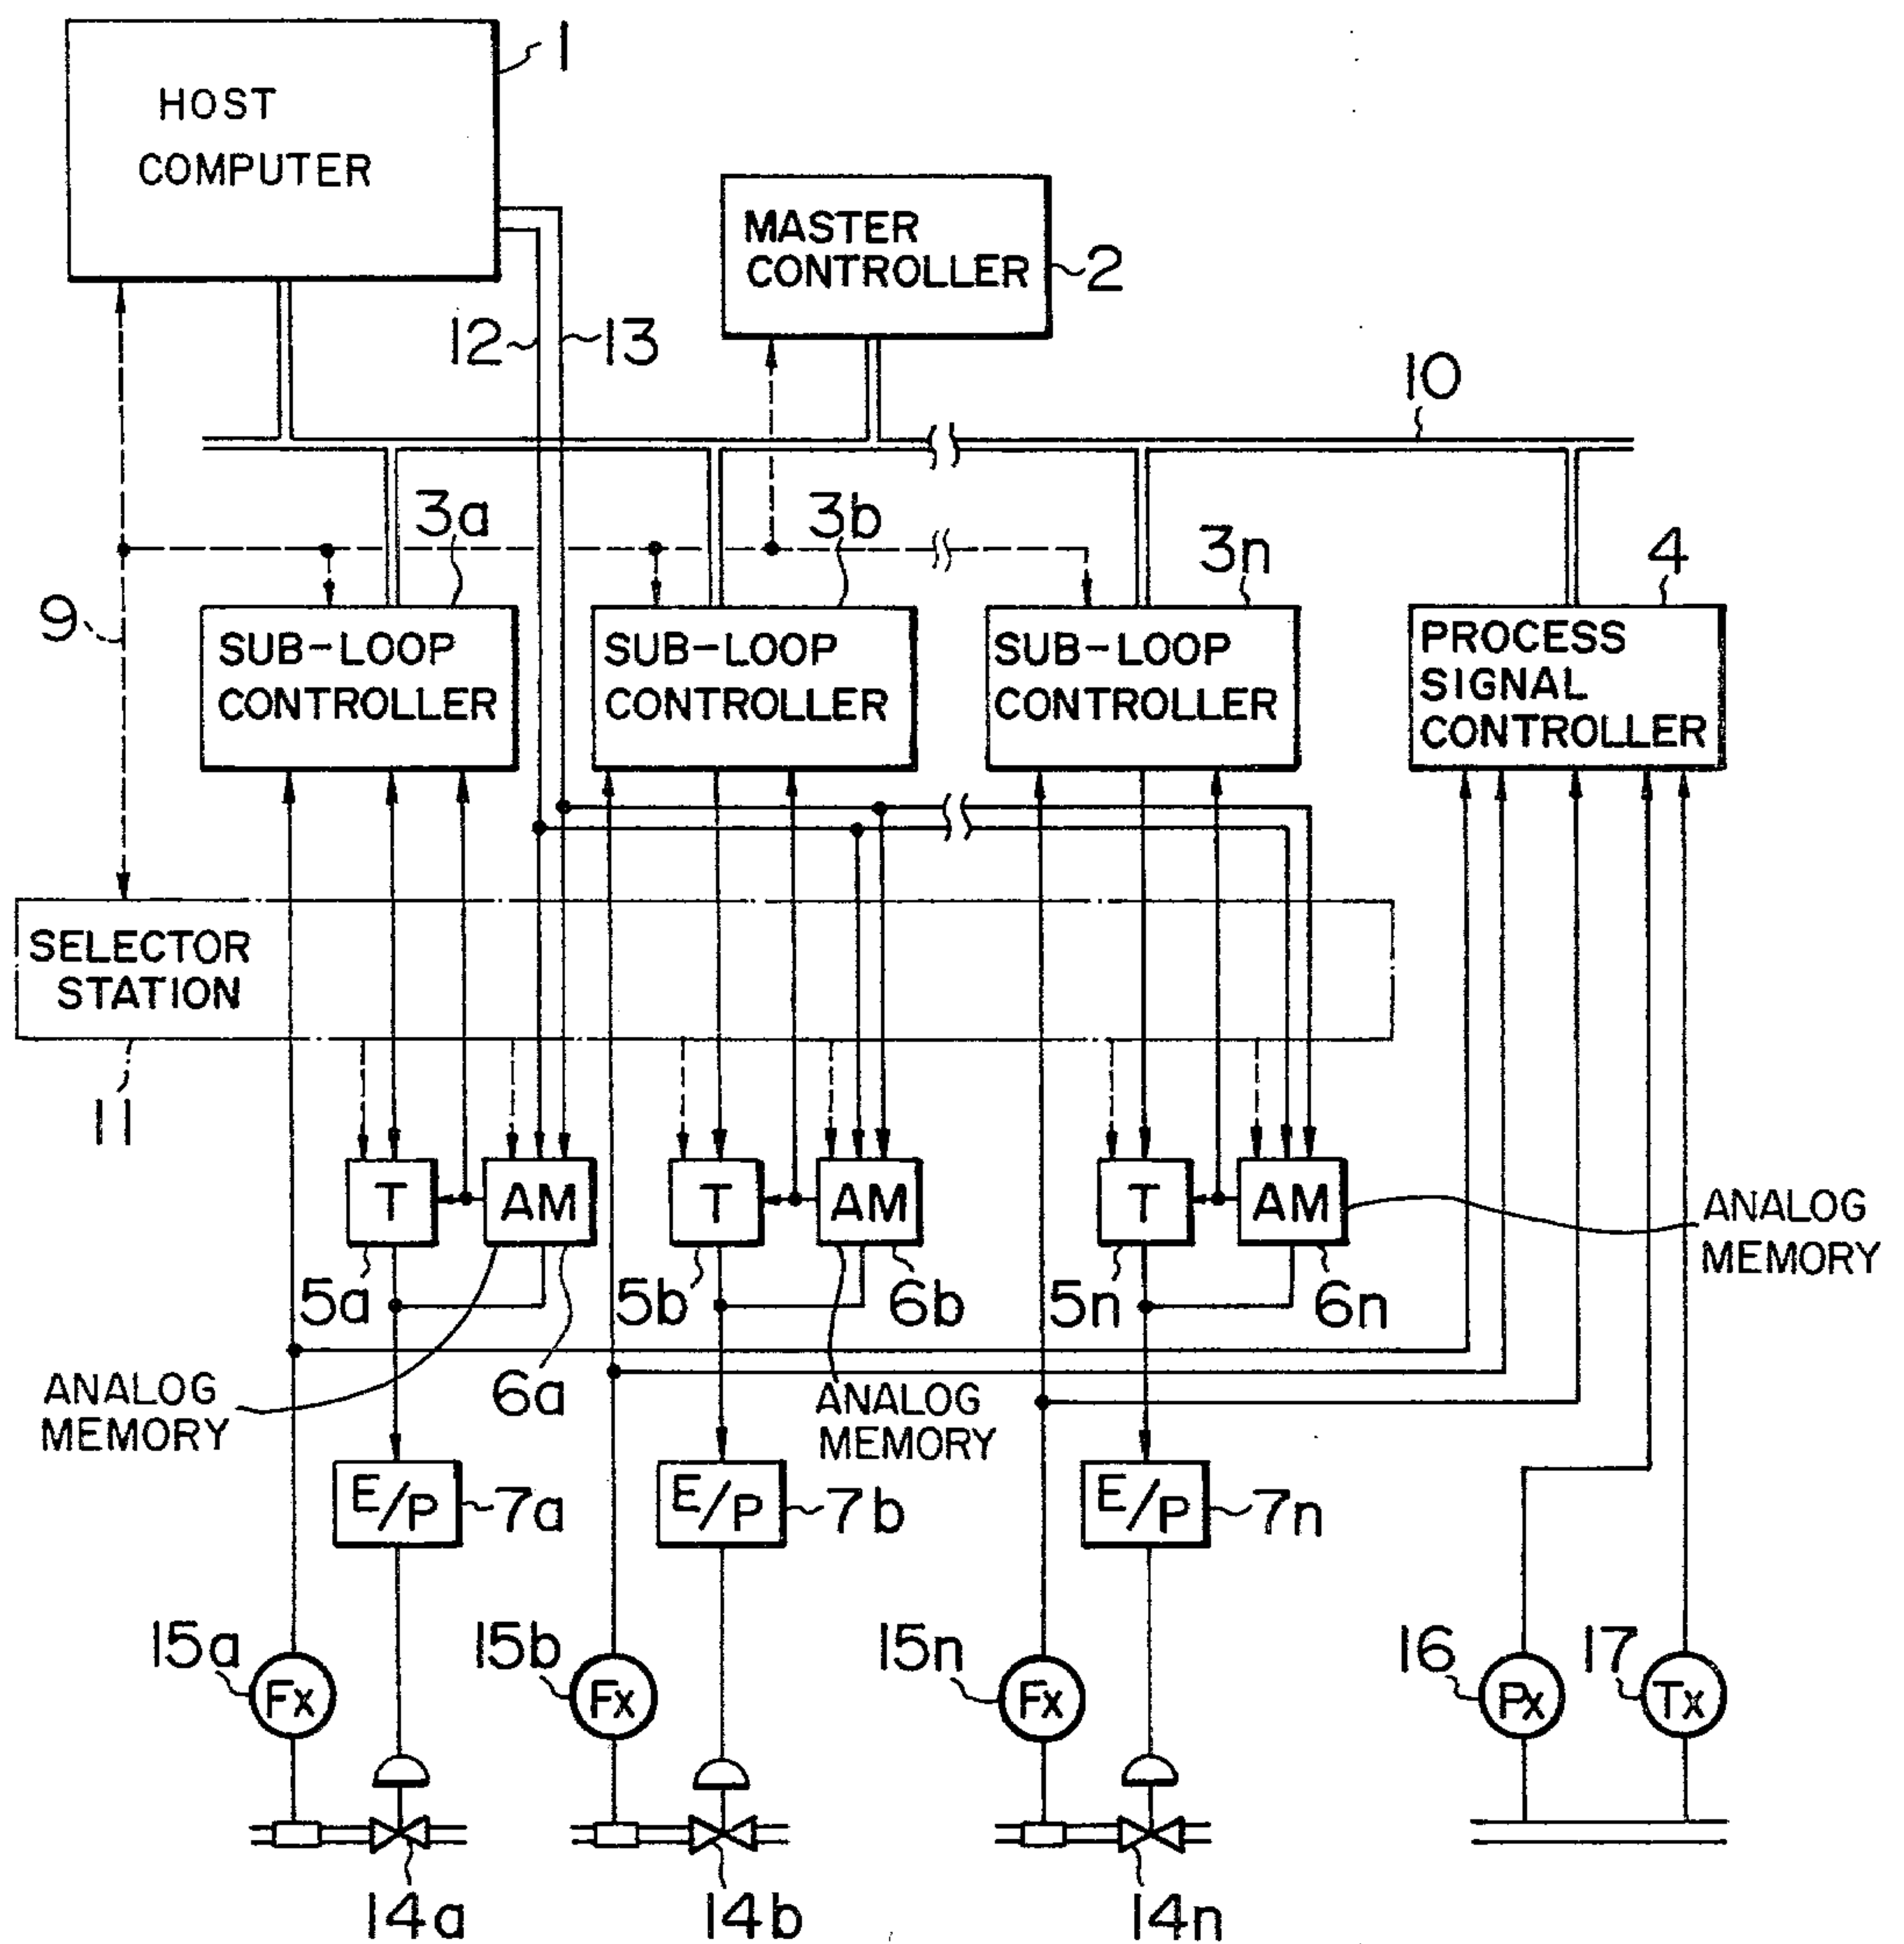 1
HOST
COMPUTER
MASTER
CONTROLLER
2
12
13
10
3a
3b
3n
4
9
SUB-LOOP
CONTROLLER
SUB-LOOP
CONTROLLER
SUB-LOOP
CONTROLLER
PROCESS
SIGNAL
CONTROLLER
SELECTOR
STATION
11
T
AM
T
AM
T
AM
ANALOG
MEMORY
5a
5b
6b
5n
6n
6a
ANALOG
MEMORY
ANALOG
MEMORY
E/P
7a
E/P
7b
E/P
7n
15a
15b
15n
16
17
Fx
Fx
Fx
Px
Tx
14a
14b
14n